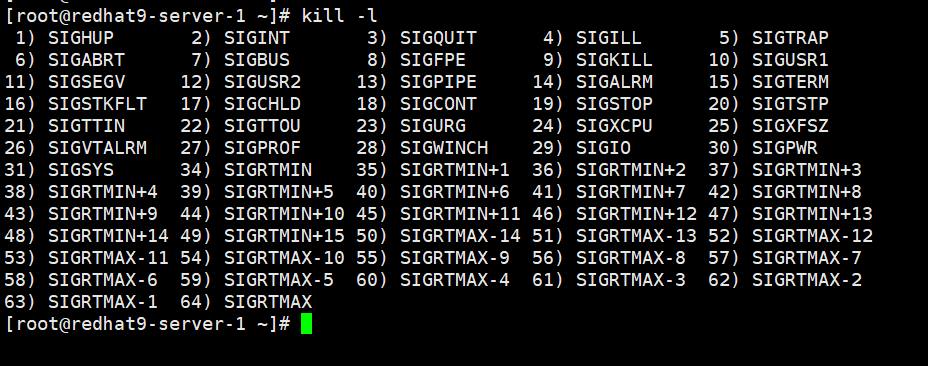 [root@redhat9-server-1 ~]# kill -l
 1) SIGHUP       2) SIGINT       3) SIGQUIT      4) SIGILL       5) SIGTRAP
 6) SIGABRT      7) SIGBUS       8) SIGFPE       9) SIGKILL     10) SIGUSR1
11) SIGSEGV     12) SIGUSR2     13) SIGPIPE     14) SIGALRM     15) SIGTERM
16) SIGSTKFLT   17) SIGCHLD     18) SIGCONT     19) SIGSTOP     20) SIGTSTP
21) SIGTTIN     22) SIGTTOU     23) SIGURG      24) SIGXCPU     25) SIGXFSZ
26) SIGVTALRM   27) SIGPROF     28) SIGWINCH    29) SIGIO       30) SIGPWR
31) SIGSYS      34) SIGRTMIN    35) SIGRTMIN+1  36) SIGRTMIN+2  37) SIGRTMIN+3
38) SIGRTMIN+4  39) SIGRTMIN+5  40) SIGRTMIN+6  41) SIGRTMIN+7  42) SIGRTMIN+8
43) SIGRTMIN+9  44) SIGRTMIN+10 45) SIGRTMIN+11 46) SIGRTMIN+12 47) SIGRTMIN+13
48) SIGRTMIN+14 49) SIGRTMIN+15 50) SIGRTMAX-14 51) SIGRTMAX-13 52) SIGRTMAX-12
53) SIGRTMAX-11 54) SIGRTMAX-10 55) SIGRTMAX-9  56) SIGRTMAX-8  57) SIGRTMAX-7
58) SIGRTMAX-6  59) SIGRTMAX-5  60) SIGRTMAX-4  61) SIGRTMAX-3  62) SIGRTMAX-2
63) SIGRTMAX-1  64) SIGRTMAX
[root@redhat9-server-1 ~]#